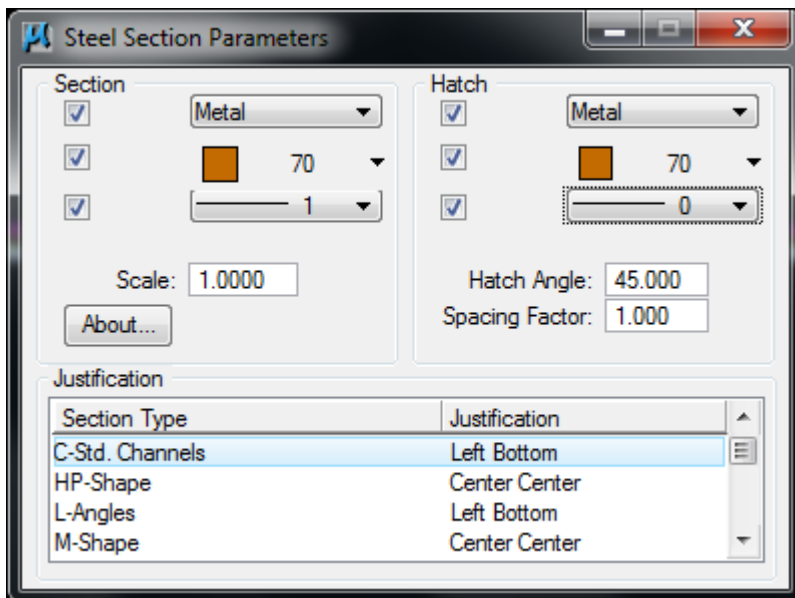 Steel Section Parameters
Section
Metal
70
1
Scale: 1.0000
About...
Hatch
Metal
70
0
Hatch Angle: 45.000
Spacing Factor: 1.000
Justification
Section Type Justification
C-Std. Channels Left Bottom
HP-Shape Center Center
L-Angles Left Bottom
M-Shape Center Center